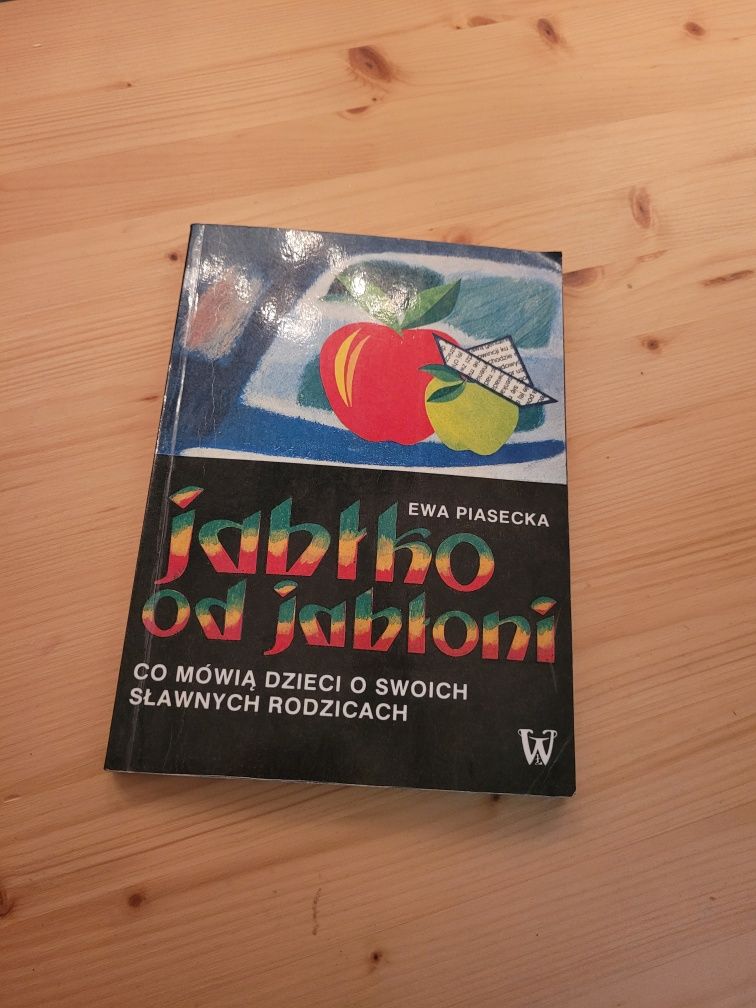 EWA PIASECKA
jabłko
od jabłoni
CO MÓWIĄ DZIECI O SWOICH
SŁAWNYCH RODZICACH